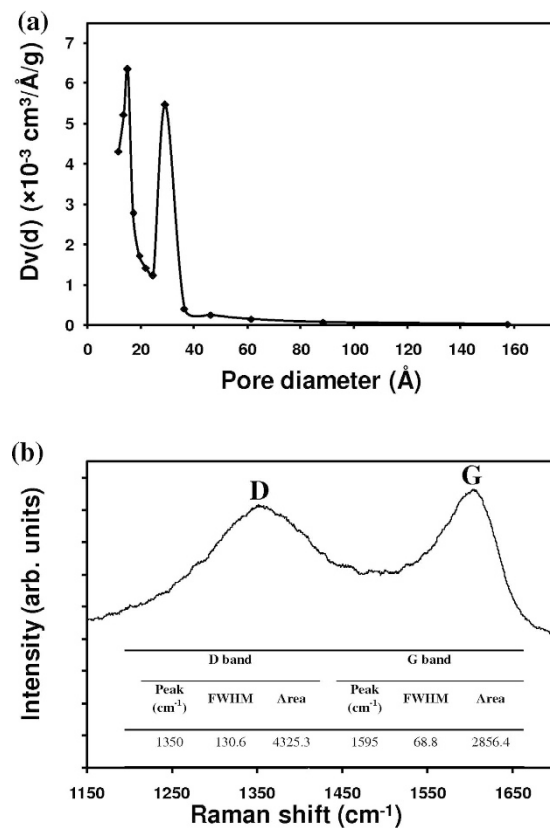 (a)
7
6
5
4
3
2
1
0
Dv(d) (×10⁻³ cm³/Å/g)
0 20 40 60 80 100 120 140 160
Pore diameter (Å)
(b)
D G
Intensity (arb. units)
D band G band
Peak (cm⁻¹) FWHM Area Peak (cm⁻¹) FWHM Area
1350 130.6 4325.3 1595 68.8 2856.4
1150 1250 1350 1450 1550 1650
Raman shift (cm⁻¹)